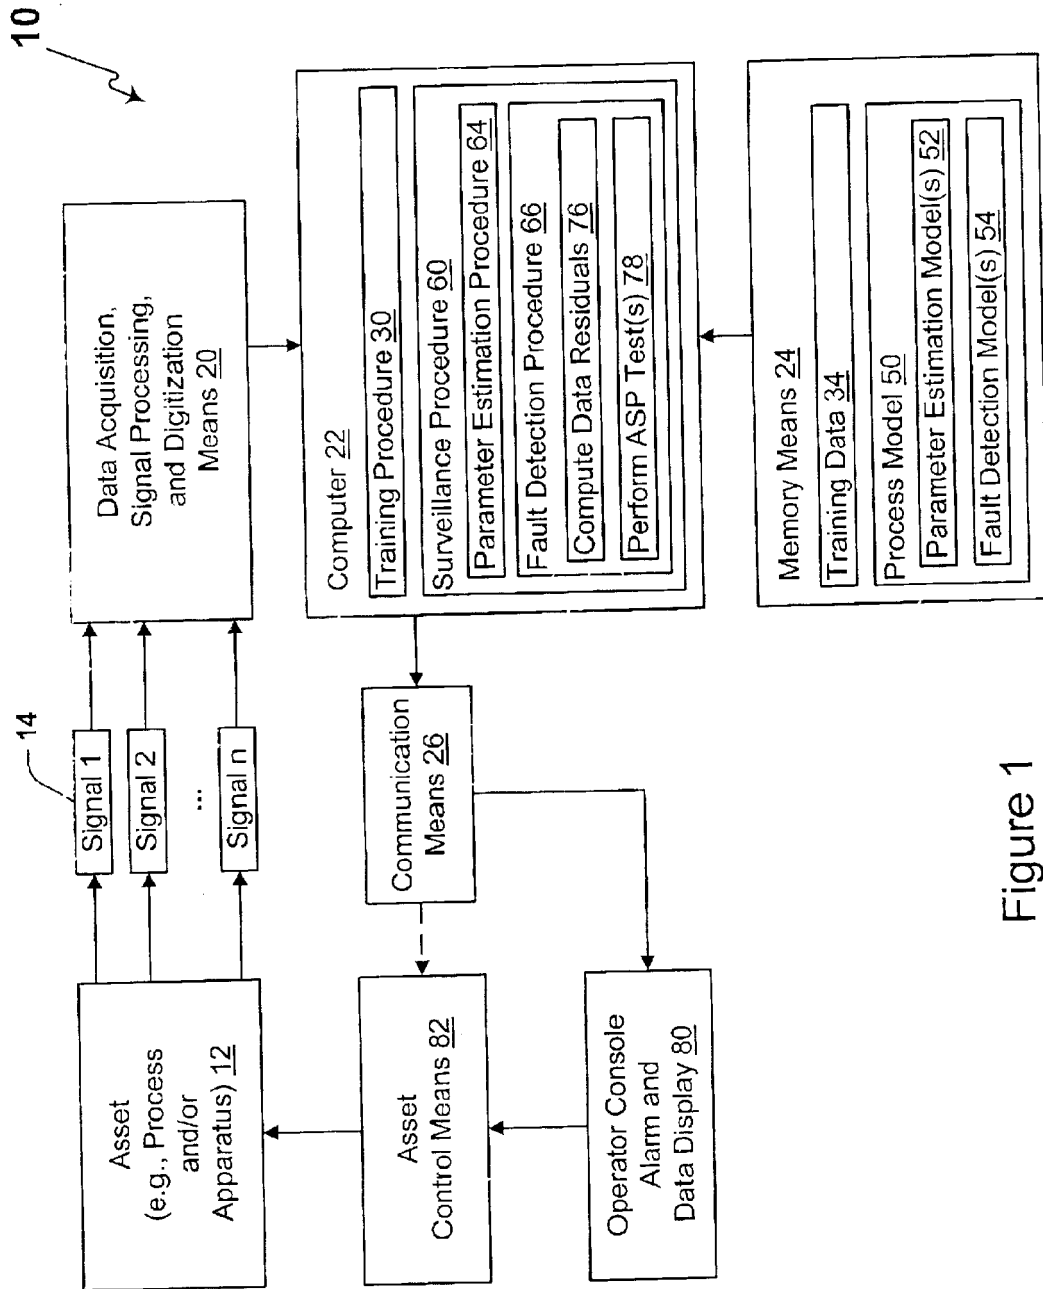 10
Asset
(e.g., Process
and/or
Apparatus) 12
14
Signal 1
Signal 2
...
Signal n
Data Acquisition,
Signal Processing,
and Digitization
Means 20
Asset
Control Means 82
Communication
Means 26
Computer 22
Training Procedure 30
Surveillance Procedure 60
Parameter Estimation Procedure 64
Fault Detection Procedure 66
Compute Data Residuals 76
Perform ASP Test(s) 78
Operator Console
Alarm and
Data Display 80
Memory Means 24
Training Data 34
Process Model 50
Parameter Estimation Model(s) 52
Fault Detection Model(s) 54
Figure 1